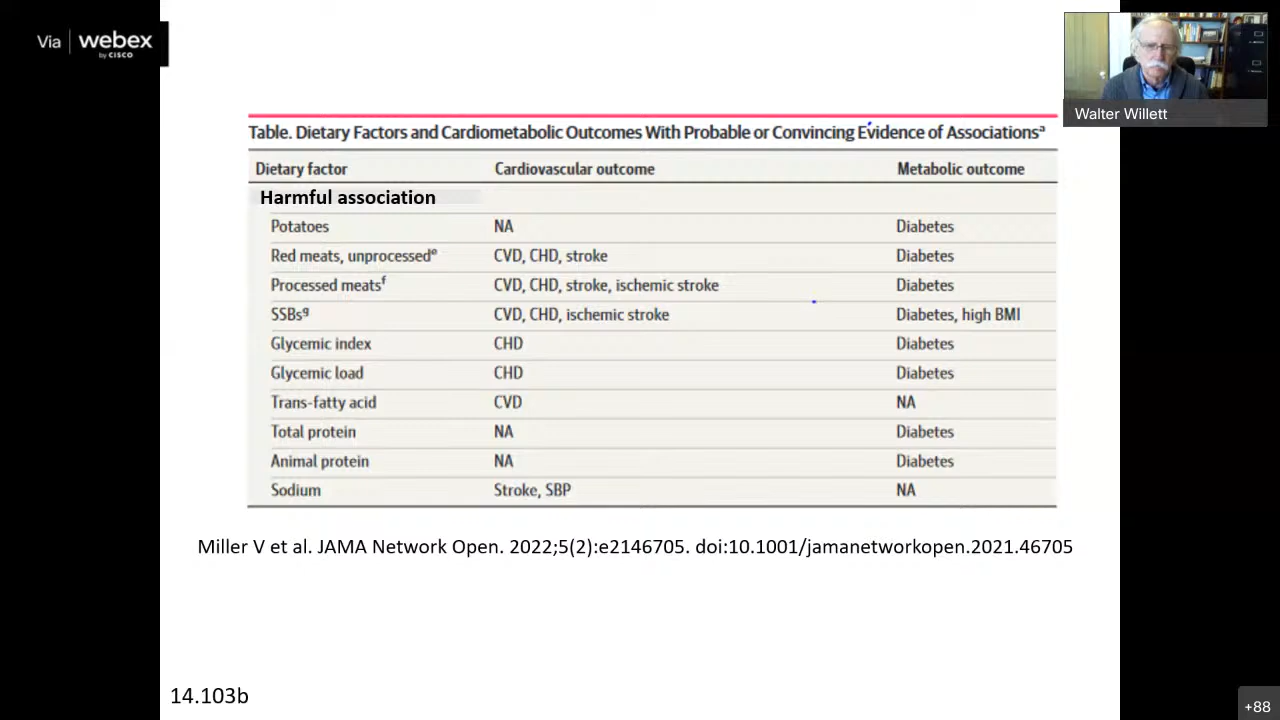 Via webex
by CISCO
Walter Willett
Table. Dietary Factors and Cardiometabolic Outcomes With Probable or Convincing Evidence of Associationsᵃ
Dietary factor Cardiovascular outcome Metabolic outcome
Harmful association
Potatoes NA Diabetes
Red meats, unprocessedᵉ CVD, CHD, stroke Diabetes
Processed meatsᶠ CVD, CHD, stroke, ischemic stroke Diabetes
SSBsᵍ CVD, CHD, ischemic stroke Diabetes, high BMI
Glycemic index CHD Diabetes
Glycemic load CHD Diabetes
Trans-fatty acid CVD NA
Total protein NA Diabetes
Animal protein NA Diabetes
Sodium Stroke, SBP NA
Miller V et al. JAMA Network Open. 2022;5(2):e2146705. doi:10.1001/jamanetworkopen.2021.46705
14.103b
+88